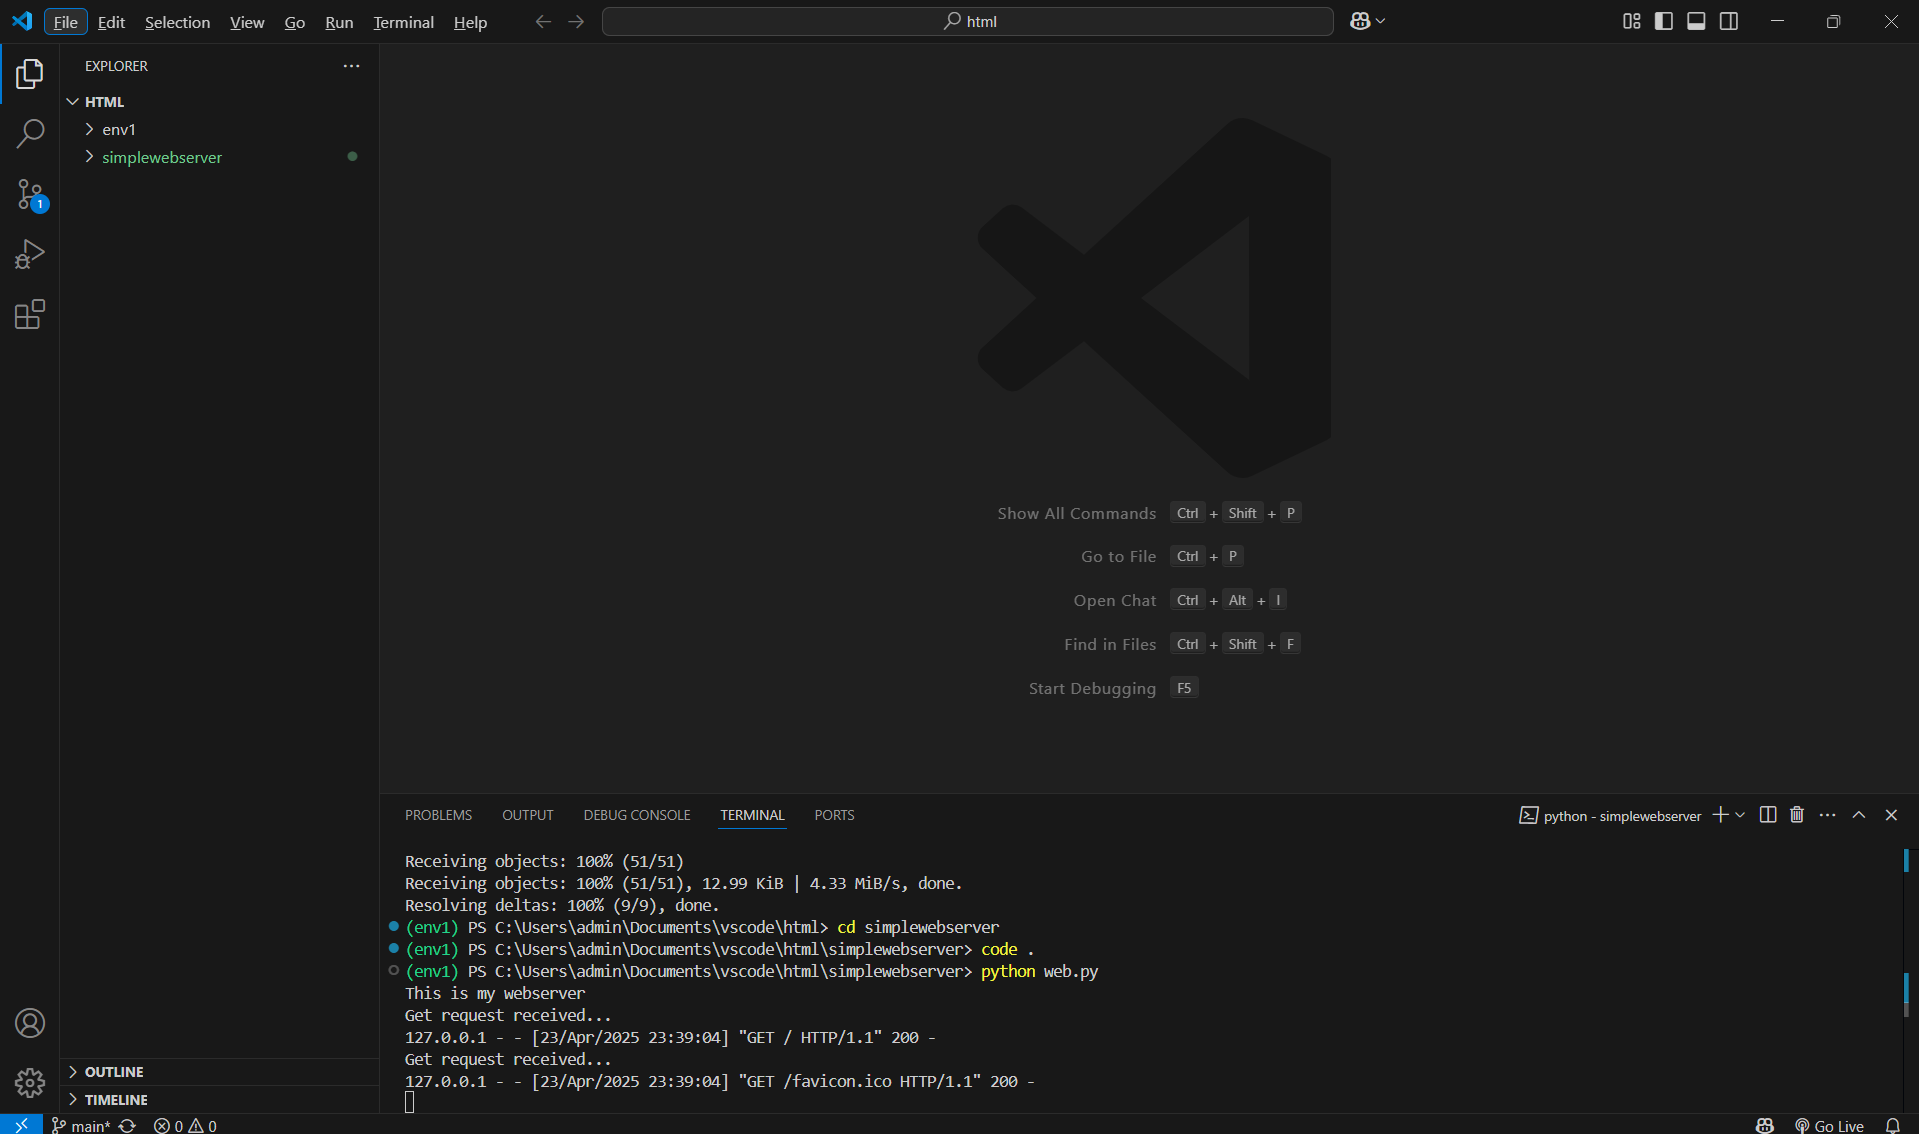 File Edit Selection View Go Run Terminal Help
html
EXPLORER
HTML
env1
simplewebserver
1
Show All Commands Ctrl + Shift + P
Go to File Ctrl + P
Open Chat Ctrl + Alt + I
Find in Files Ctrl + Shift + F
Start Debugging F5
PROBLEMS OUTPUT DEBUG CONSOLE TERMINAL PORTS
python - simplewebserver
Receiving objects: 100% (51/51)
Receiving objects: 100% (51/51), 12.99 KiB | 4.33 MiB/s, done.
Resolving deltas: 100% (9/9), done.
(env1) PS C:\Users\admin\Documents\vscode\html> cd simplewebserver
(env1) PS C:\Users\admin\Documents\vscode\html\simplewebserver> code .
(env1) PS C:\Users\admin\Documents\vscode\html\simplewebserver> python web.py
This is my webserver
Get request received...
127.0.0.1 - - [23/Apr/2025 23:39:04] "GET / HTTP/1.1" 200 -
Get request received...
127.0.0.1 - - [23/Apr/2025 23:39:04] "GET /favicon.ico HTTP/1.1" 200 -
OUTLINE
TIMELINE
main* 0 0
Go Live